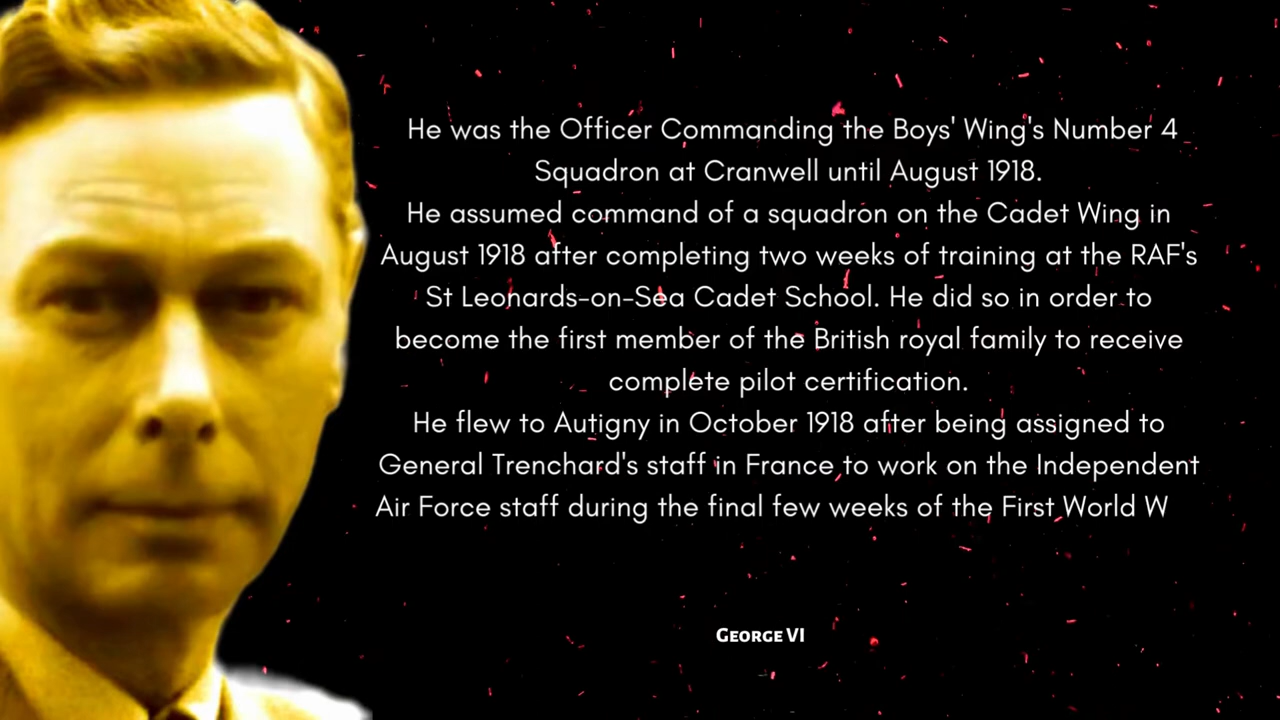 He was the Officer Commanding the Boys' Wing's Number 4
Squadron at Cranwell until August 1918.
He assumed command of a squadron on the Cadet Wing in
August 1918 after completing two weeks of training at the RAF's
St Leonards-on-Sea Cadet School. He did so in order to
become the first member of the British royal family to receive
complete pilot certification.
He flew to Autigny in October 1918 after being assigned to
General Trenchard's staff in France to work on the Independent
Air Force staff during the final few weeks of the First World W
George VI